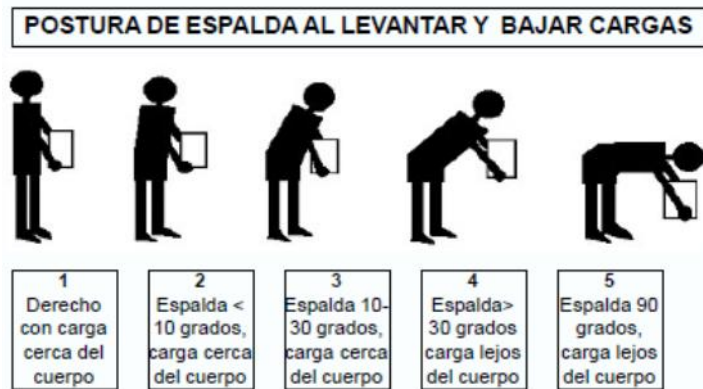 POSTURA DE ESPALDA AL LEVANTAR Y BAJAR CARGAS
1
Derecho
con carga
cerca del
cuerpo
2
Espalda <
10 grados,
carga cerca
del cuerpo
3
Espalda 10-
30 grados,
carga cerca
del cuerpo
4
Espalda>
30 grados
carga lejos
del cuerpo
5
Espalda 90
grados,
carga lejos
del cuerpo